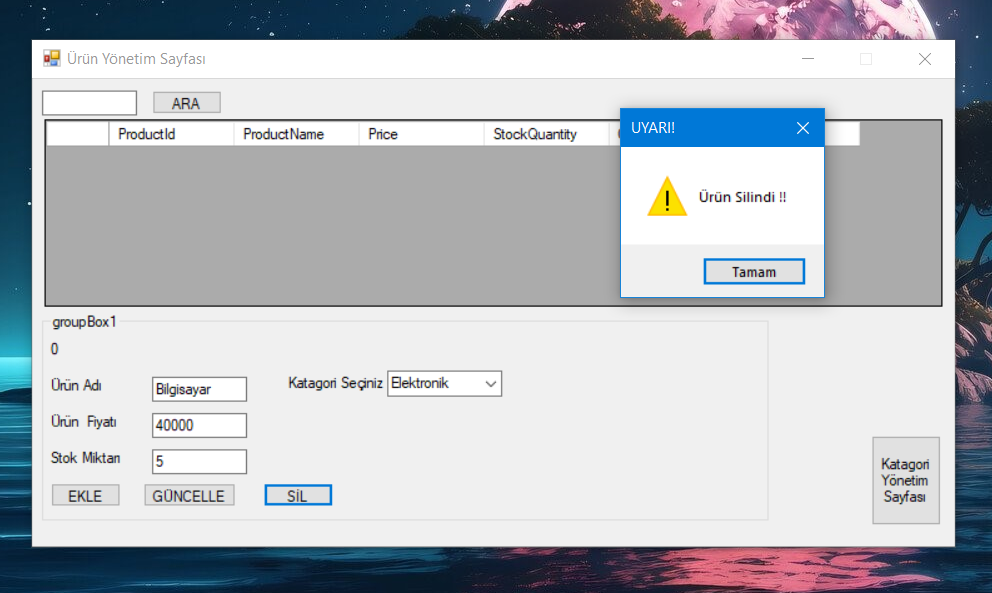 Ürün Yönetim Sayfası
ARA
ProductId ProductName Price StockQuantity
UYARI!
Ürün Silindi !!
Tamam
groupBox1
0
Ürün Adı Bilgisayar Katagori Seçiniz Elektronik
Ürün Fiyatı 40000
Stok Miktarı 5
EKLE GÜNCELLE SİL
Katagori
Yönetim
Sayfası